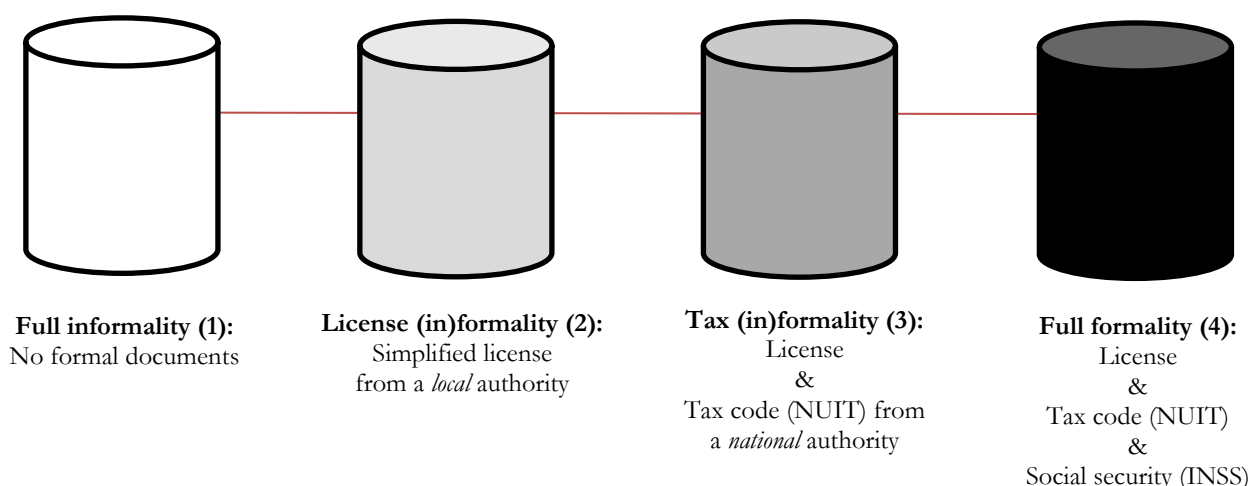 Full informality (1):
No formal documents
License (in)formality (2):
Simplified license
from a local authority
Tax (in)formality (3):
License
&
Tax code (NUIT) from
a national authority
Full formality (4):
License
&
Tax code (NUIT)
&
Social security (INSS)